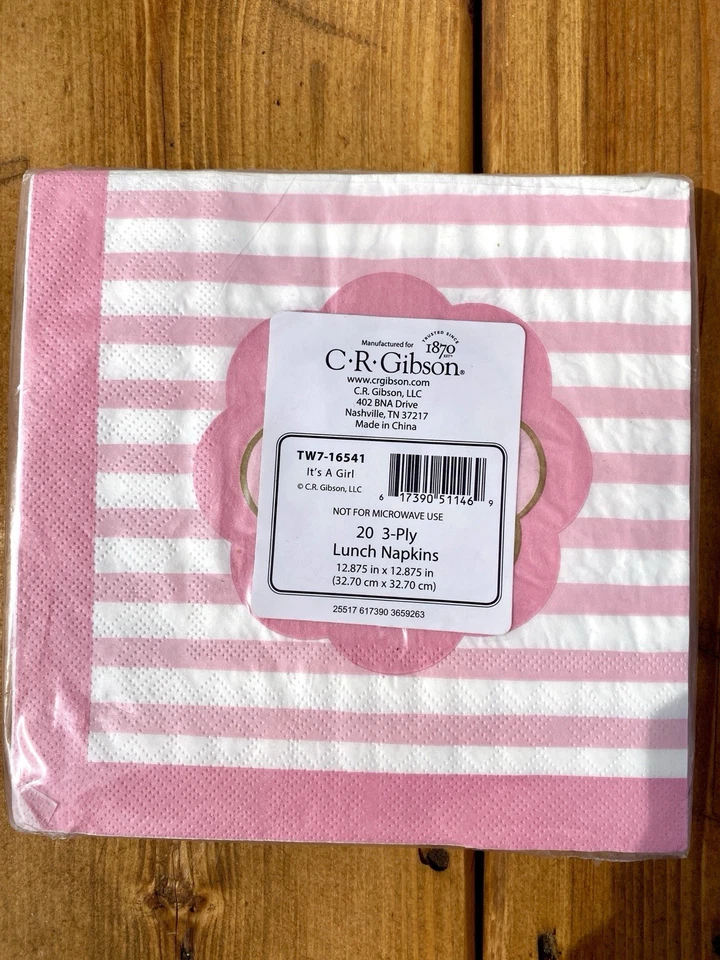 Manufactured for
TRUSTED SINCE
1870
C·R·Gibson®
www.crgibson.com
C.R. Gibson, LLC
402 BNA Drive
Nashville, TN 37217
Made in China
TW7-16541
It's A Girl
© C.R. Gibson, LLC
6 17390 51146 9
NOT FOR MICROWAVE USE
20 3-Ply
Lunch Napkins
12.875 in x 12.875 in
(32.70 cm x 32.70 cm)
25517 617390 3659263